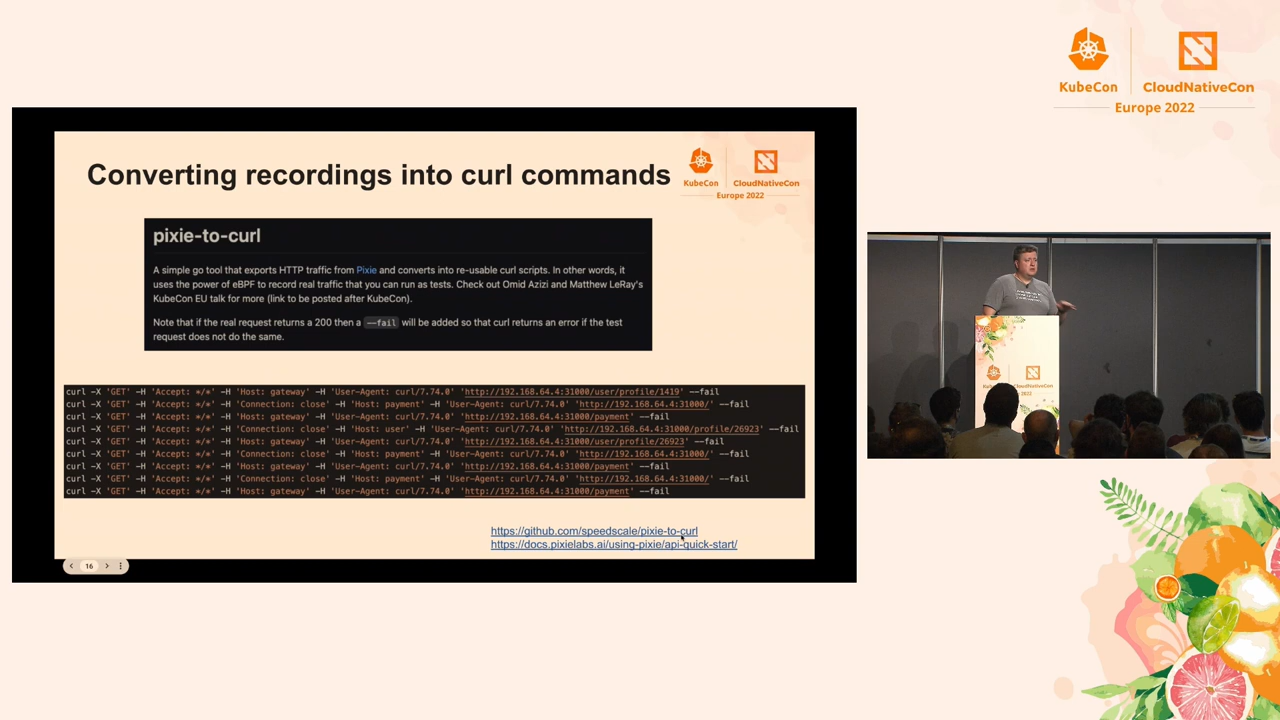 KubeCon
CloudNativeCon
Europe 2022
Converting recordings into curl commands
KubeCon
CloudNativeCon
Europe 2022
pixie-to-curl
A simple go tool that exports HTTP traffic from Pixie and converts into re-usable curl scripts. In other words, it
uses the power of eBPF to record real traffic that you can run as tests. Check out Omid Azizi and Matthew LeRay's
KubeCon EU talk for more (link to be posted after KubeCon).
Note that if the real request returns a 200 then a --fail will be added so that curl returns an error if the test
request does not do the same.
curl -X 'GET' -H 'Accept: */*' -H 'Host: gateway' -H 'User-Agent: curl/7.74.0' 'http://192.168.64.4:31000/user/profile/1419' --fail
curl -X 'GET' -H 'Connection: close' -H 'Host: payment' -H 'User-Agent: curl/7.74.0' 'http://192.168.64.4:31000/' --fail
curl -X 'GET' -H 'Accept: */*' -H 'Host: gateway' -H 'User-Agent: curl/7.74.0' 'http://192.168.64.4:31000/payment' --fail
curl -X 'GET' -H 'Connection: close' -H 'Host: user' -H 'User-Agent: curl/7.74.0' 'http://192.168.64.4:31000/profile/26923' --fail
curl -X 'GET' -H 'Accept: */*' -H 'Host: gateway' -H 'User-Agent: curl/7.74.0' 'http://192.168.64.4:31000/user/profile/26923' --fail
curl -X 'GET' -H 'Connection: close' -H 'Host: payment' -H 'User-Agent: curl/7.74.0' 'http://192.168.64.4:31000/' --fail
curl -X 'GET' -H 'Accept: */*' -H 'Host: gateway' -H 'User-Agent: curl/7.74.0' 'http://192.168.64.4:31000/payment' --fail
curl -X 'GET' -H 'Connection: close' -H 'Host: payment' -H 'User-Agent: curl/7.74.0' 'http://192.168.64.4:31000/' --fail
curl -X 'GET' -H 'Accept: */*' -H 'Host: gateway' -H 'User-Agent: curl/7.74.0' 'http://192.168.64.4:31000/payment' --fail
https://github.com/speedscale/pixie-to-curl
https://docs.pixielabs.ai/using-pixie/api-quick-start/
16